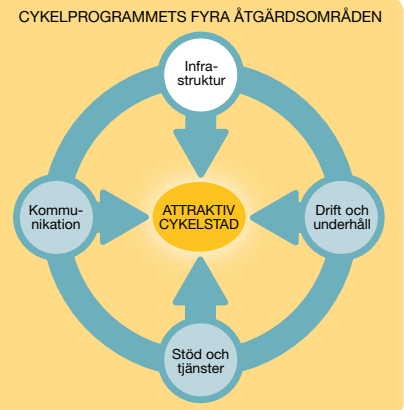 CYKELPROGRAMMETS FYRA ÅTGÄRDSOMRÅDEN
Infra-
struktur
Kommu-
nikation
ATTRAKTIV
CYKELSTAD
Drift och
underhåll
Stöd och
tjänster